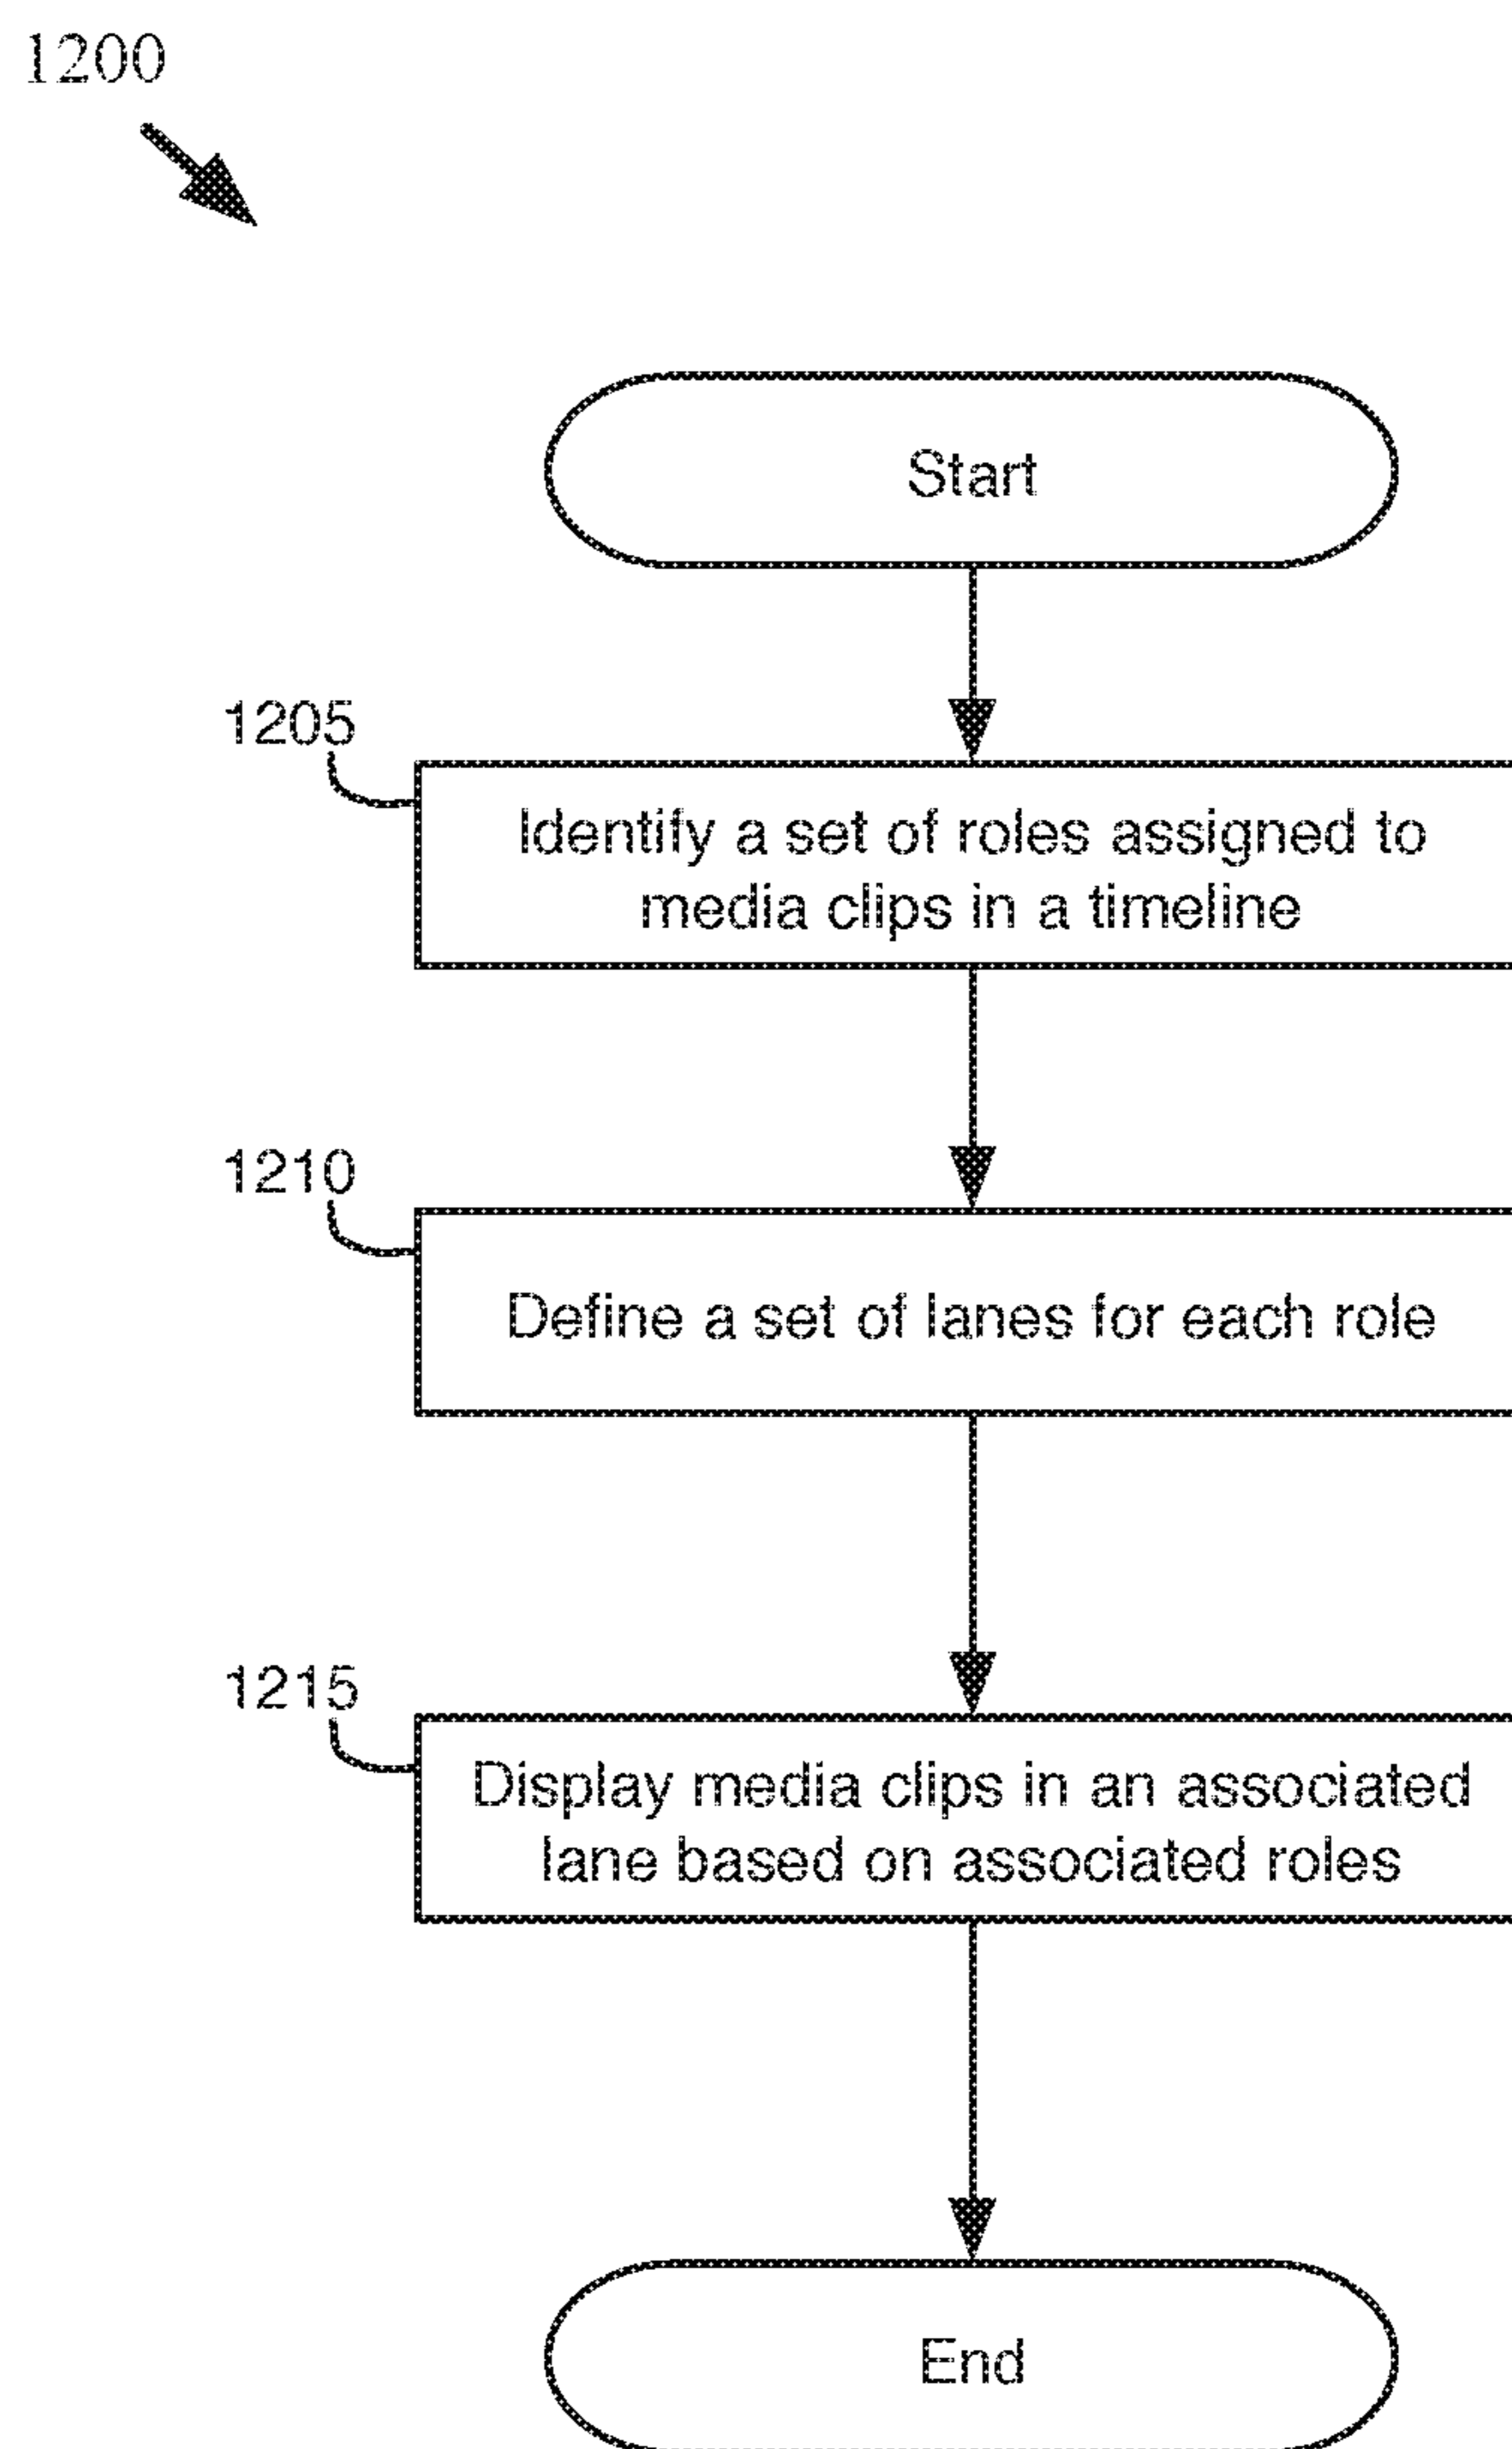 1200
Start
1205
Identify a set of roles assigned to
media clips in a timeline
1210
Define a set of lanes for each role
1215
Display media clips in an associated
lane based on associated roles
End